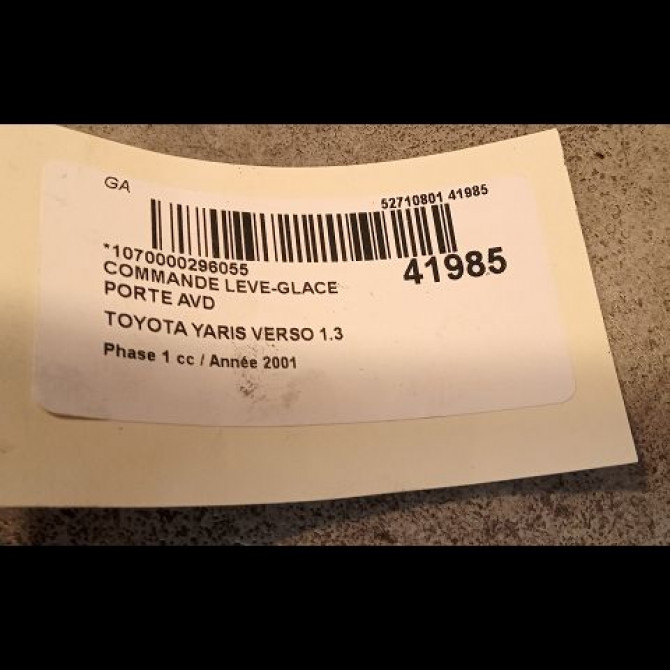 GA
52710801 41985
*1070000296055
41985
COMMANDE LEVE-GLACE
PORTE AVD
TOYOTA YARIS VERSO 1.3
Phase 1 cc / Année 2001